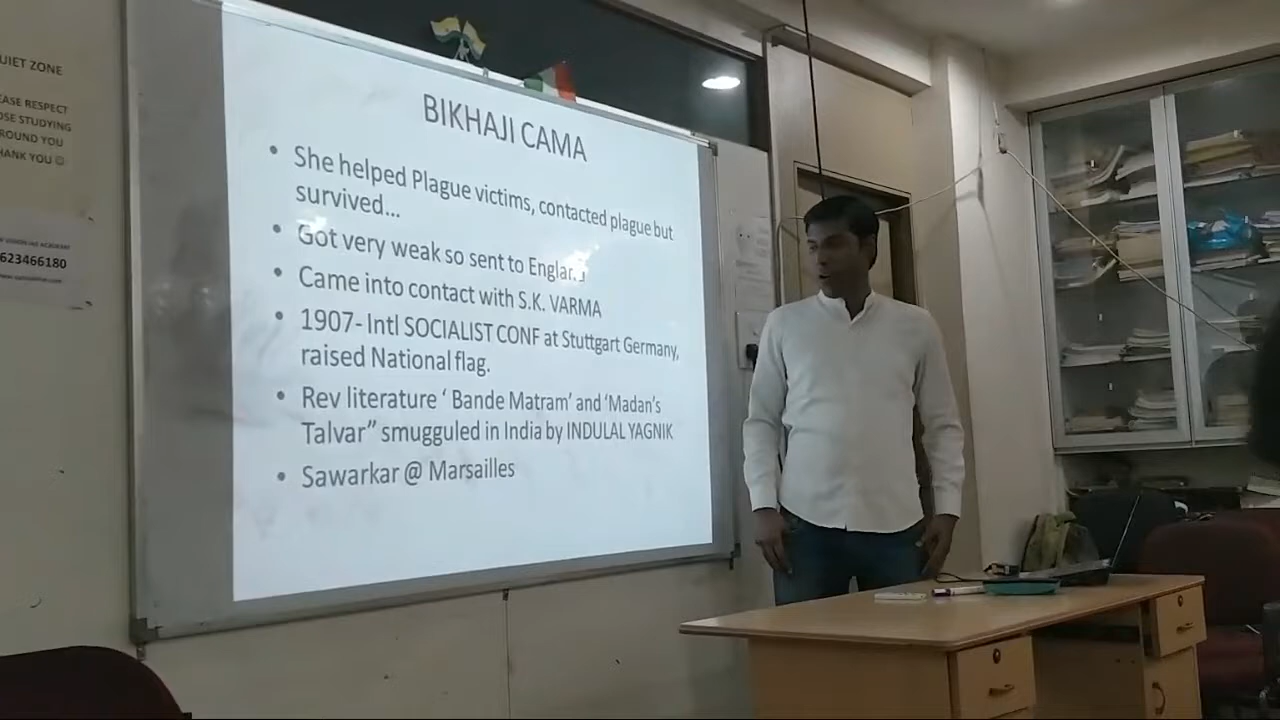 UIET ZONE
EASE RESPECT
OSE STUDYING
ROUND YOU
HANK YOU ☺
623466180
BIKHAJI CAMA
• She helped Plague victims, contacted plague but
survived...
• Got very weak so sent to England
• Came into contact with S.K. VARMA
• 1907- Intl SOCIALIST CONF at Stuttgart Germany,
raised National flag.
• Rev literature ‘ Bande Matram’ and ‘Madan’s
Talvar” smugguled in India by INDULAL YAGNIK
• Sawarkar @ Marsailles